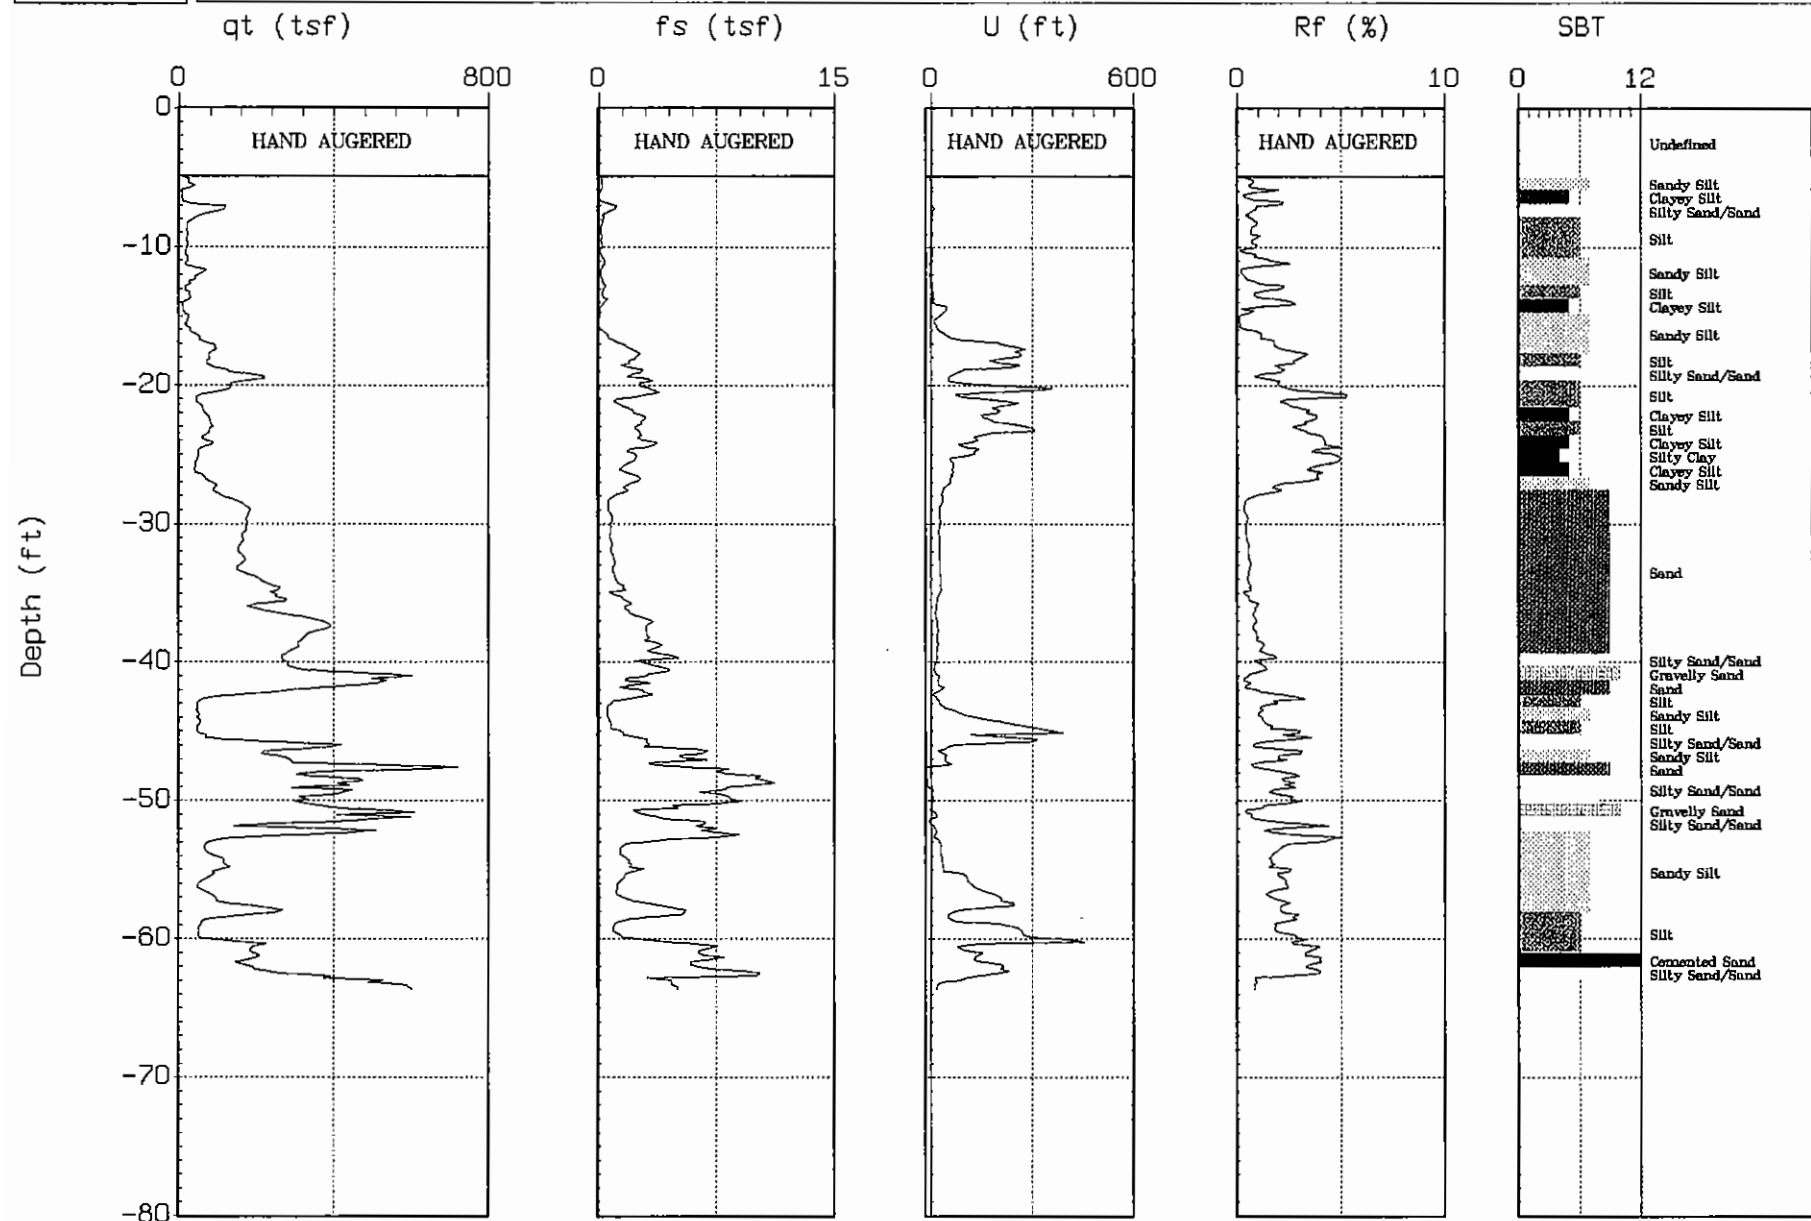 qt (tsf) fs (tsf) U (ft) Rf (%) SBT
0 800 0 15 0 600 0 10 0 12
0
HAND AUGERED HAND AUGERED HAND AUGERED HAND AUGERED
Undefined
Sandy Silt
Clayey Silt
Silty Sand/Sand
-10
Silt
Sandy Silt
Silt
Clayey Silt
Sandy Silt
Silt
Silty Sand/Sand
-20
Silt
Clayey Silt
Silt
Clayey Silt
Silty Clay
Clayey Silt
Sandy Silt
-30
Depth (ft)
Sand
-40
Silty Sand/Sand
Gravelly Sand
Sand
Silt
Sandy Silt
Silt
Silty Sand/Sand
Sandy Silt
Sand
Silty Sand/Sand
-50
Gravelly Sand
Silty Sand/Sand
Sandy Silt
Silt
-60
Cemented Sand
Silty Sand/Sand
-70
-80